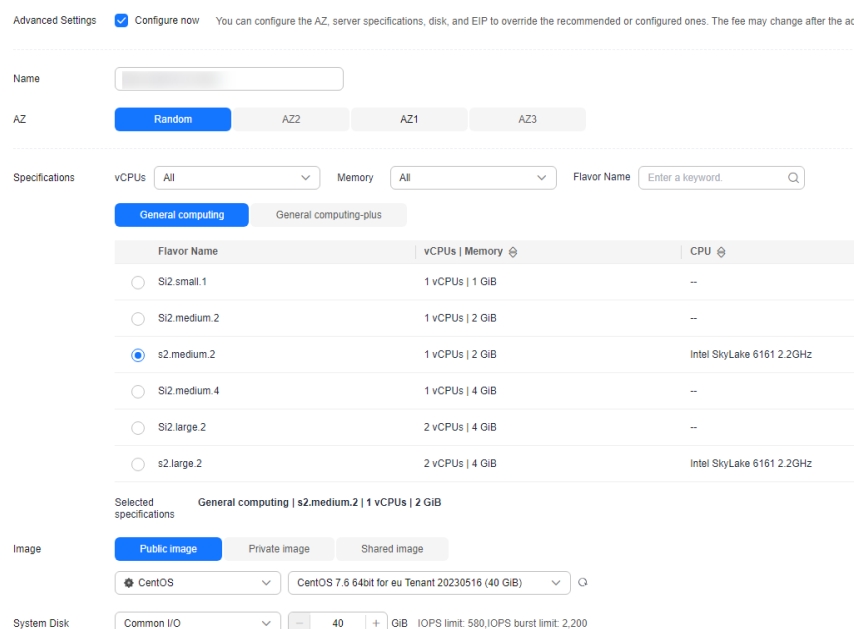 Advanced Settings Configure now You can configure the AZ, server specifications, disk, and EIP to override the recommended or configured ones. The fee may change after the
Name
AZ Random AZ2 AZ1 AZ3
Specifications vCPUs All Memory All Flavor Name Enter a keyword.
General computing General computing-plus
Flavor Name vCPUs | Memory CPU
Si2.small.1 1 vCPUs | 1 GiB --
Si2.medium.2 1 vCPUs | 2 GiB --
s2.medium.2 1 vCPUs | 2 GiB Intel SkyLake 6161 2.2GHz
Si2.medium.4 1 vCPUs | 4 GiB --
Si2.large.2 2 vCPUs | 4 GiB --
s2.large.2 2 vCPUs | 4 GiB Intel SkyLake 6161 2.2GHz
Selected specifications General computing | s2.medium.2 | 1 vCPUs | 2 GiB
Image Public image Private image Shared image
CentOS CentOS 7.6 64bit for eu Tenant 20230516 (40 GiB)
System Disk Common I/O − 40 + GiB IOPS limit: 580,IOPS burst limit: 2,200